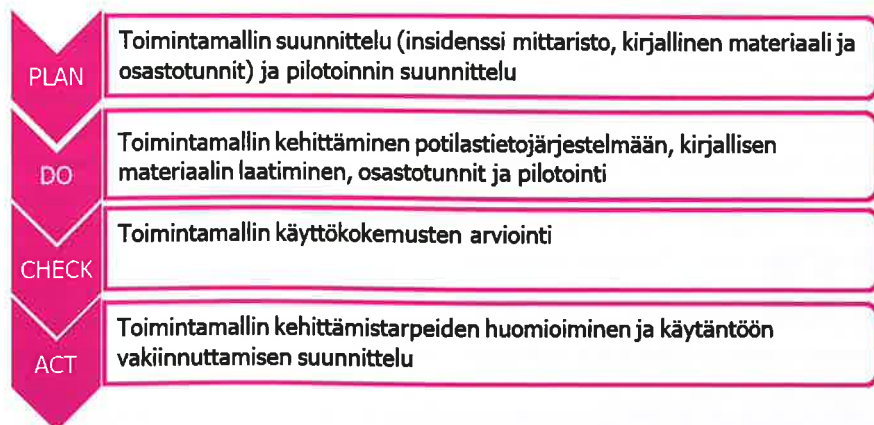 PLAN
Toimintamallin suunnittelu (insidenssi mittaristo, kirjallinen materiaali ja
osastotunnit) ja pilotoinnin suunnittelu
DO
Toimintamallin kehittäminen potilastietojärjestelmään, kirjallisen
materiaalin laatiminen, osastotunnit ja pilotointi
CHECK
Toimintamallin käyttökokemusten arviointi
ACT
Toimintamallin kehittämistarpeiden huomioiminen ja käytäntöön
vakiinnuttamisen suunnittelu